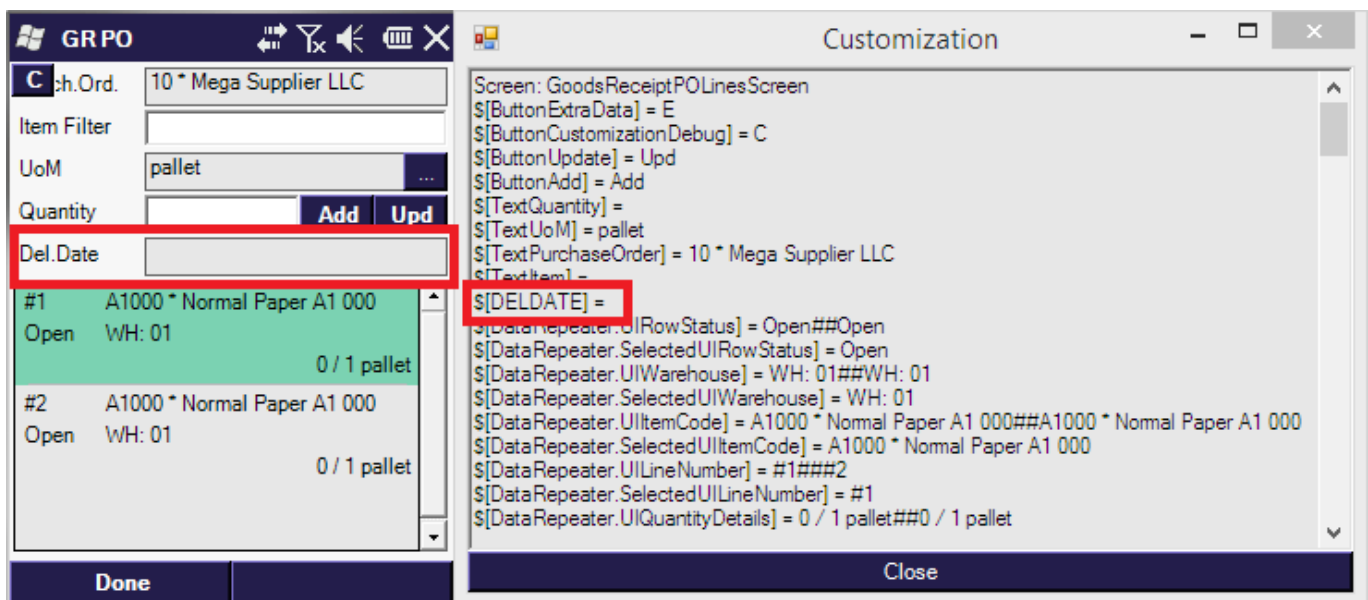 GRPO
C ch.Ord. 10 * Mega Supplier LLC
Item Filter
UoM pallet ...
Quantity Add Upd
Del.Date
#1 A1000 * Normal Paper A1 000
Open WH: 01
0 / 1 pallet
#2 A1000 * Normal Paper A1 000
Open WH: 01
0 / 1 pallet
Done
Customization
Screen: GoodsReceiptPOLinesScreen
$[ButtonExtraData] = E
$[ButtonCustomizationDebug] = C
$[ButtonUpdate] = Upd
$[ButtonAdd] = Add
$[TextQuantity] =
$[TextUoM] = pallet
$[TextPurchaseOrder] = 10 * Mega Supplier LLC
$[TextItem] =
$[DELDATE] =
$[DataRepeater.UIRowStatus] = Open##Open
$[DataRepeater.SelectedUIRowStatus] = Open
$[DataRepeater.UIWarehouse] = WH: 01##WH: 01
$[DataRepeater.SelectedUIWarehouse] = WH: 01
$[DataRepeater.UIItemCode] = A1000 * Normal Paper A1 000##A1000 * Normal Paper A1 000
$[DataRepeater.SelectedUIItemCode] = A1000 * Normal Paper A1 000
$[DataRepeater.UILineNumber] = #1###2
$[DataRepeater.SelectedUILineNumber] = #1
$[DataRepeater.UIQuantityDetails] = 0 / 1 pallet##0 / 1 pallet
Close